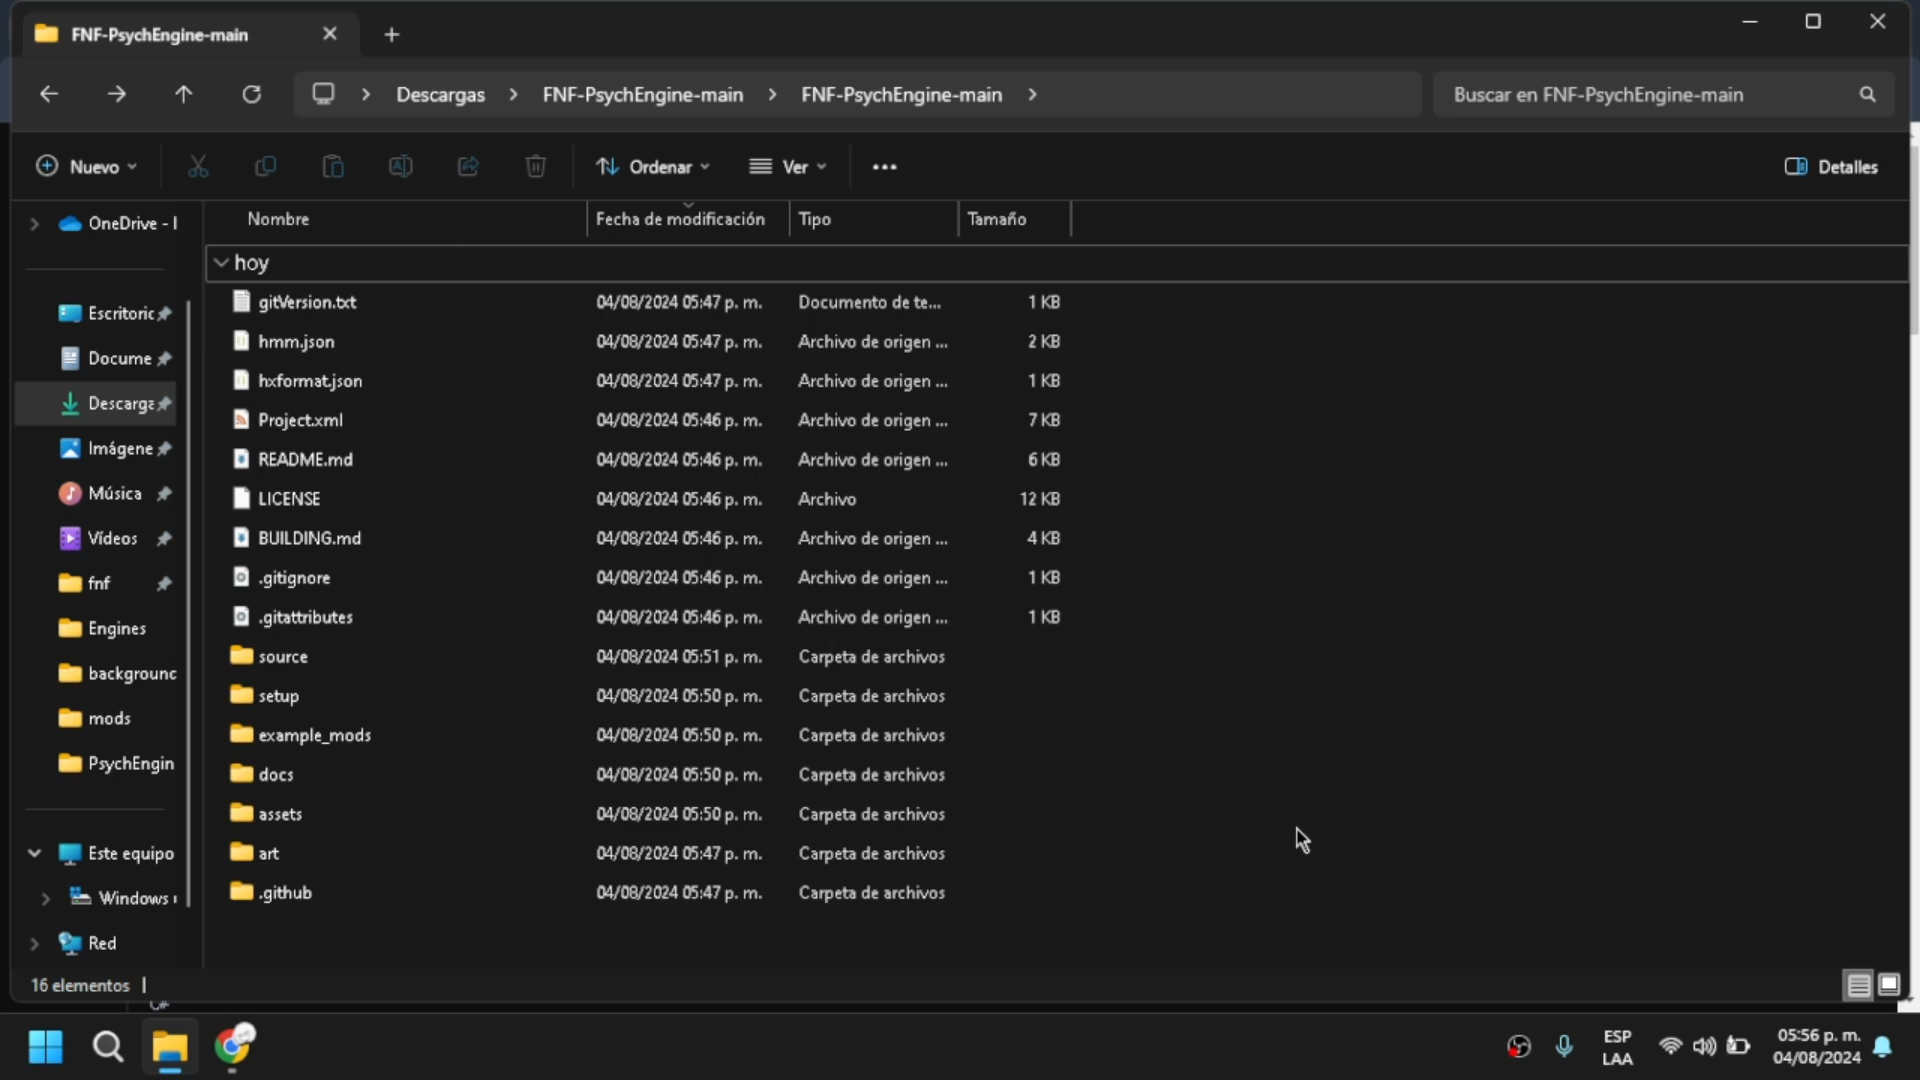 FNF-PsychEngine-main
Descargas FNF-PsychEngine-main FNF-PsychEngine-main
Buscar en FNF-PsychEngine-main
Nuevo Ordenar Ver Detalles
Nombre Fecha de modificación Tipo Tamaño
OneDrive - I
hoy
gitVersion.txt 04/08/2024 05:47 p. m. Documento de te... 1 KB
hmm.json 04/08/2024 05:47 p. m. Archivo de origen ... 2 KB
hxformat.json 04/08/2024 05:47 p. m. Archivo de origen ... 1 KB
Project.xml 04/08/2024 05:46 p. m. Archivo de origen ... 7 KB
README.md 04/08/2024 05:46 p. m. Archivo de origen ... 6 KB
LICENSE 04/08/2024 05:46 p. m. Archivo 12 KB
BUILDING.md 04/08/2024 05:46 p. m. Archivo de origen ... 4 KB
.gitignore 04/08/2024 05:46 p. m. Archivo de origen ... 1 KB
.gitattributes 04/08/2024 05:46 p. m. Archivo de origen ... 1 KB
source 04/08/2024 05:51 p. m. Carpeta de archivos
setup 04/08/2024 05:50 p. m. Carpeta de archivos
example_mods 04/08/2024 05:50 p. m. Carpeta de archivos
docs 04/08/2024 05:50 p. m. Carpeta de archivos
assets 04/08/2024 05:50 p. m. Carpeta de archivos
art 04/08/2024 05:47 p. m. Carpeta de archivos
.github 04/08/2024 05:47 p. m. Carpeta de archivos
Escritoric
Docume
Descarga
Imágene
Música
Vídeos
fnf
Engines
backgrounc
mods
PsychEngin
Este equipo
Windows
Red
16 elementos
ESP
LAA
05:56 p. m.
04/08/2024